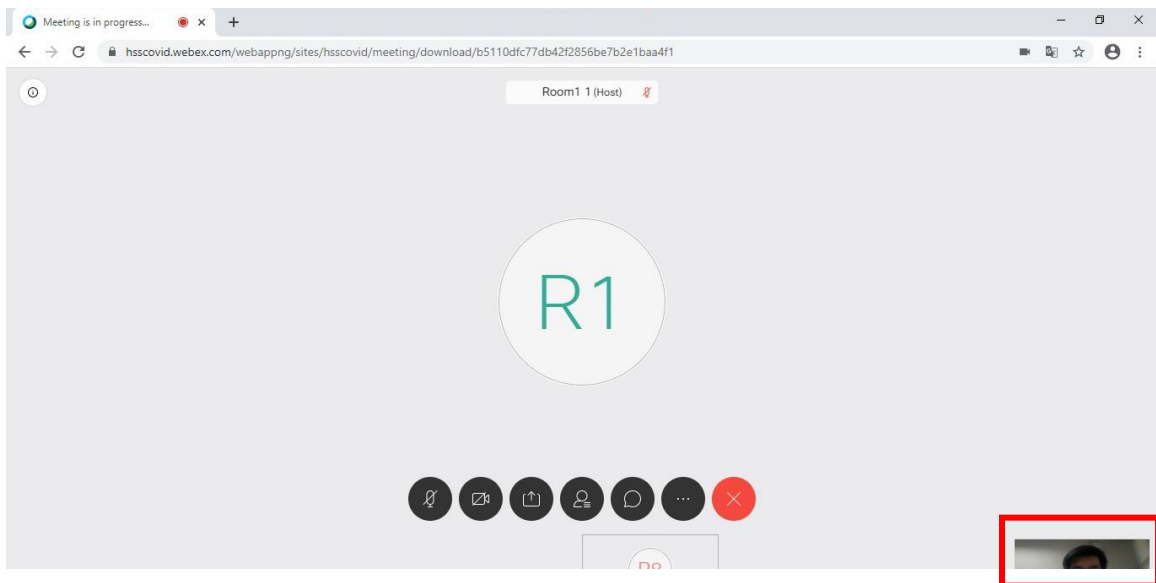 Meeting is in progress...
hsscovid.webex.com/webappng/sites/hsscovid/meeting/download/b5110dfc77db42f2856be7b2e1baa4f1
Room1 1 (Host)
R1